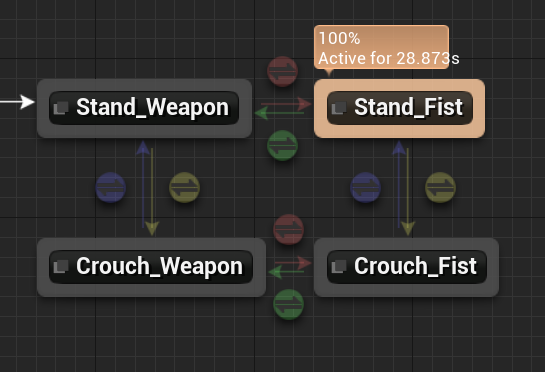 100%
Active for 28.873s
Stand_Weapon
Stand_Fist
Crouch_Weapon
Crouch_Fist